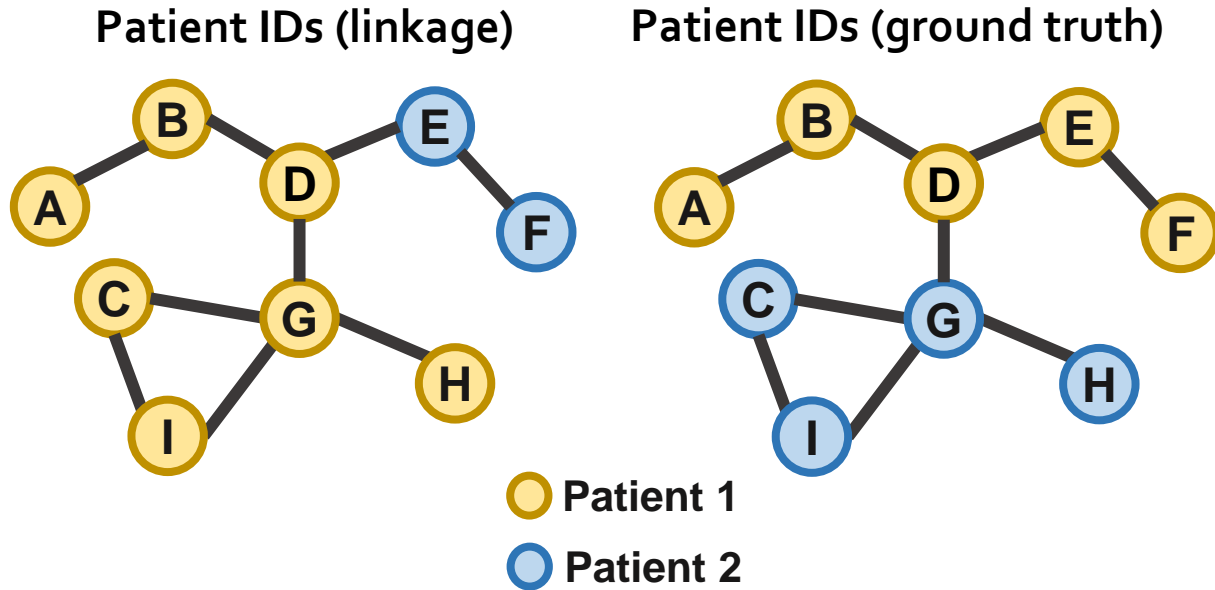 Patient IDs (linkage)
Patient IDs (ground truth)
B
E
D
A
F
C
G
H
I
B
E
D
A
F
C
G
H
I
Patient 1
Patient 2